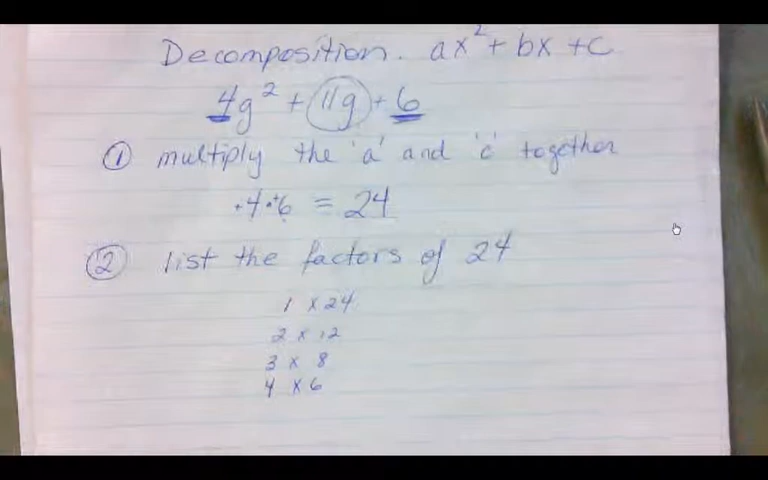 Decomposition. ax² + bx + c
4g² + 11g + 6
① multiply the 'a' and 'c' together
+4·+6 = 24
② list the factors of 24
1 x 24
2 x 12
3 x 8
4 x 6